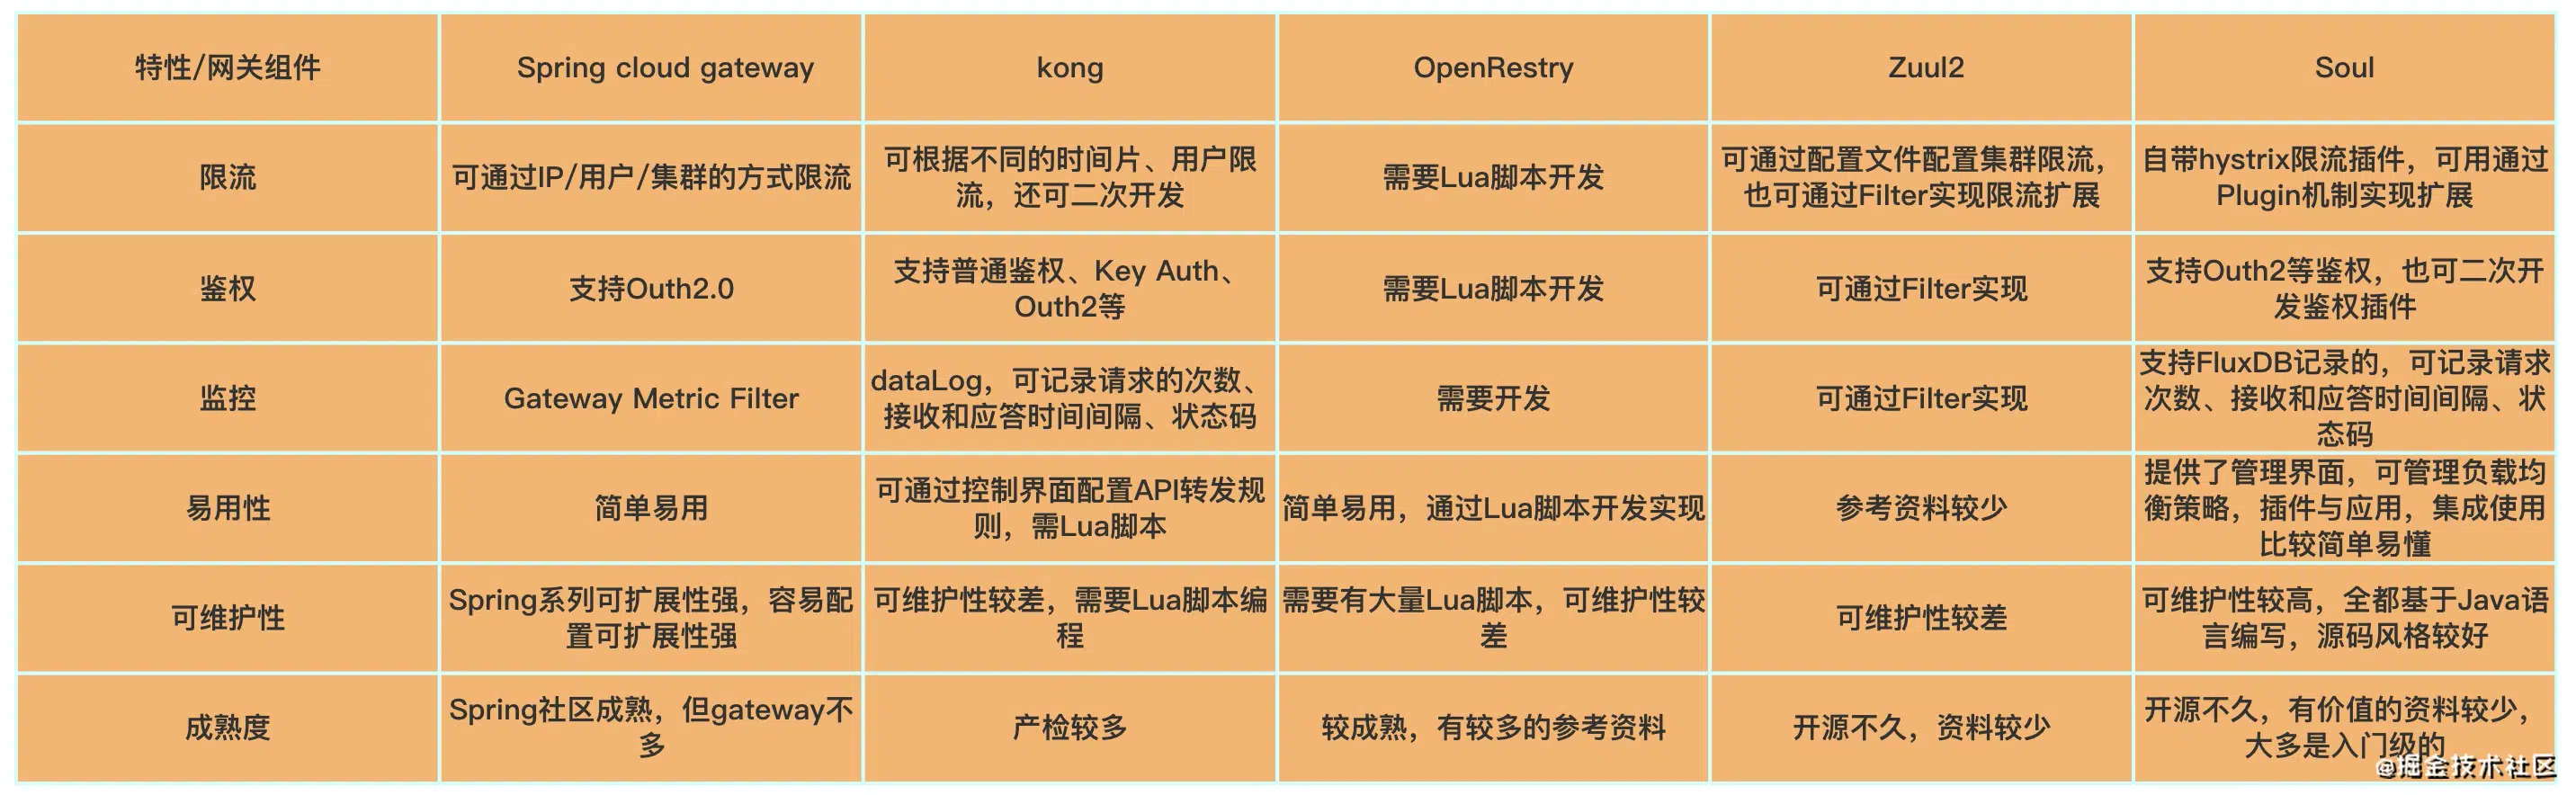 特性/网关组件
Spring cloud gateway
kong
OpenRestry
Zuul2
Soul
限流
可通过IP/用户/集群的方式限流
可根据不同的时间片、用户限
流，还可二次开发
需要Lua脚本开发
可通过配置文件配置集群限流，
也可通过Filter实现限流扩展
自带hystrix限流插件，可用通过
Plugin机制实现扩展
鉴权
支持Outh2.0
支持普通鉴权、Key Auth、
Outh2等
需要Lua脚本开发
可通过Filter实现
支持Outh2等鉴权，也可二次开
发鉴权插件
监控
Gateway Metric Filter
dataLog，可记录请求的次数、
接收和应答时间间隔、状态码
需要开发
可通过Filter实现
支持FluxDB记录的，可记录请求
次数、接收和应答时间间隔、状
态码
易用性
简单易用
可通过控制界面配置API转发规
则，需Lua脚本
简单易用，通过Lua脚本开发实现
参考资料较少
提供了管理界面，可管理负载均
衡策略，插件与应用，集成使用
比较简单易懂
可维护性
Spring系列可扩展性强，容易配
置可扩展性强
可维护性较差，需要Lua脚本编
程
需要有大量Lua脚本，可维护性较
差
可维护性较差
可维护性较高，全都基于Java语
言编写，源码风格较好
成熟度
Spring社区成熟，但gateway不
多
产检较多
较成熟，有较多的参考资料
开源不久，资料较少
开源不久，有价值的资料较少，
大多是入门级的
@掘金技术社区